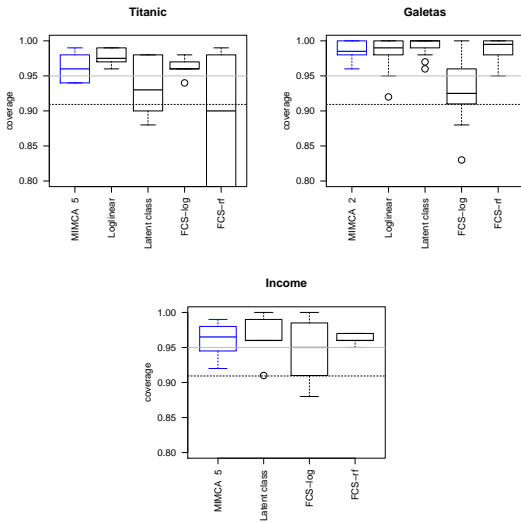 Titanic
coverage
1.00
0.95
0.90
0.85
0.80
MIMCA 5
Loglinear
Latent class
FCS-log
FCS-rf
Galetas
coverage
1.00
0.95
0.90
0.85
0.80
MIMCA 2
Loglinear
Latent class
FCS-log
FCS-rf
Income
coverage
1.00
0.95
0.90
0.85
0.80
MIMCA 5
Latent class
FCS-log
FCS-rf